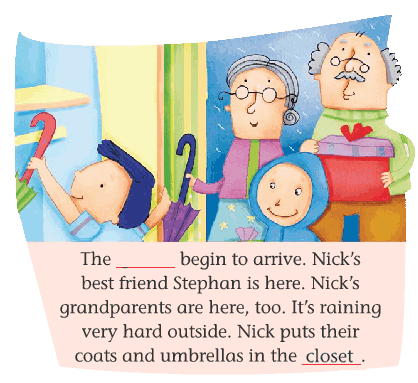 The ______ begin to arrive. Nick's
best friend Stephan is here. Nick's
grandparents are here, too. It's raining
very hard outside. Nick puts their
coats and umbrellas in the closet.